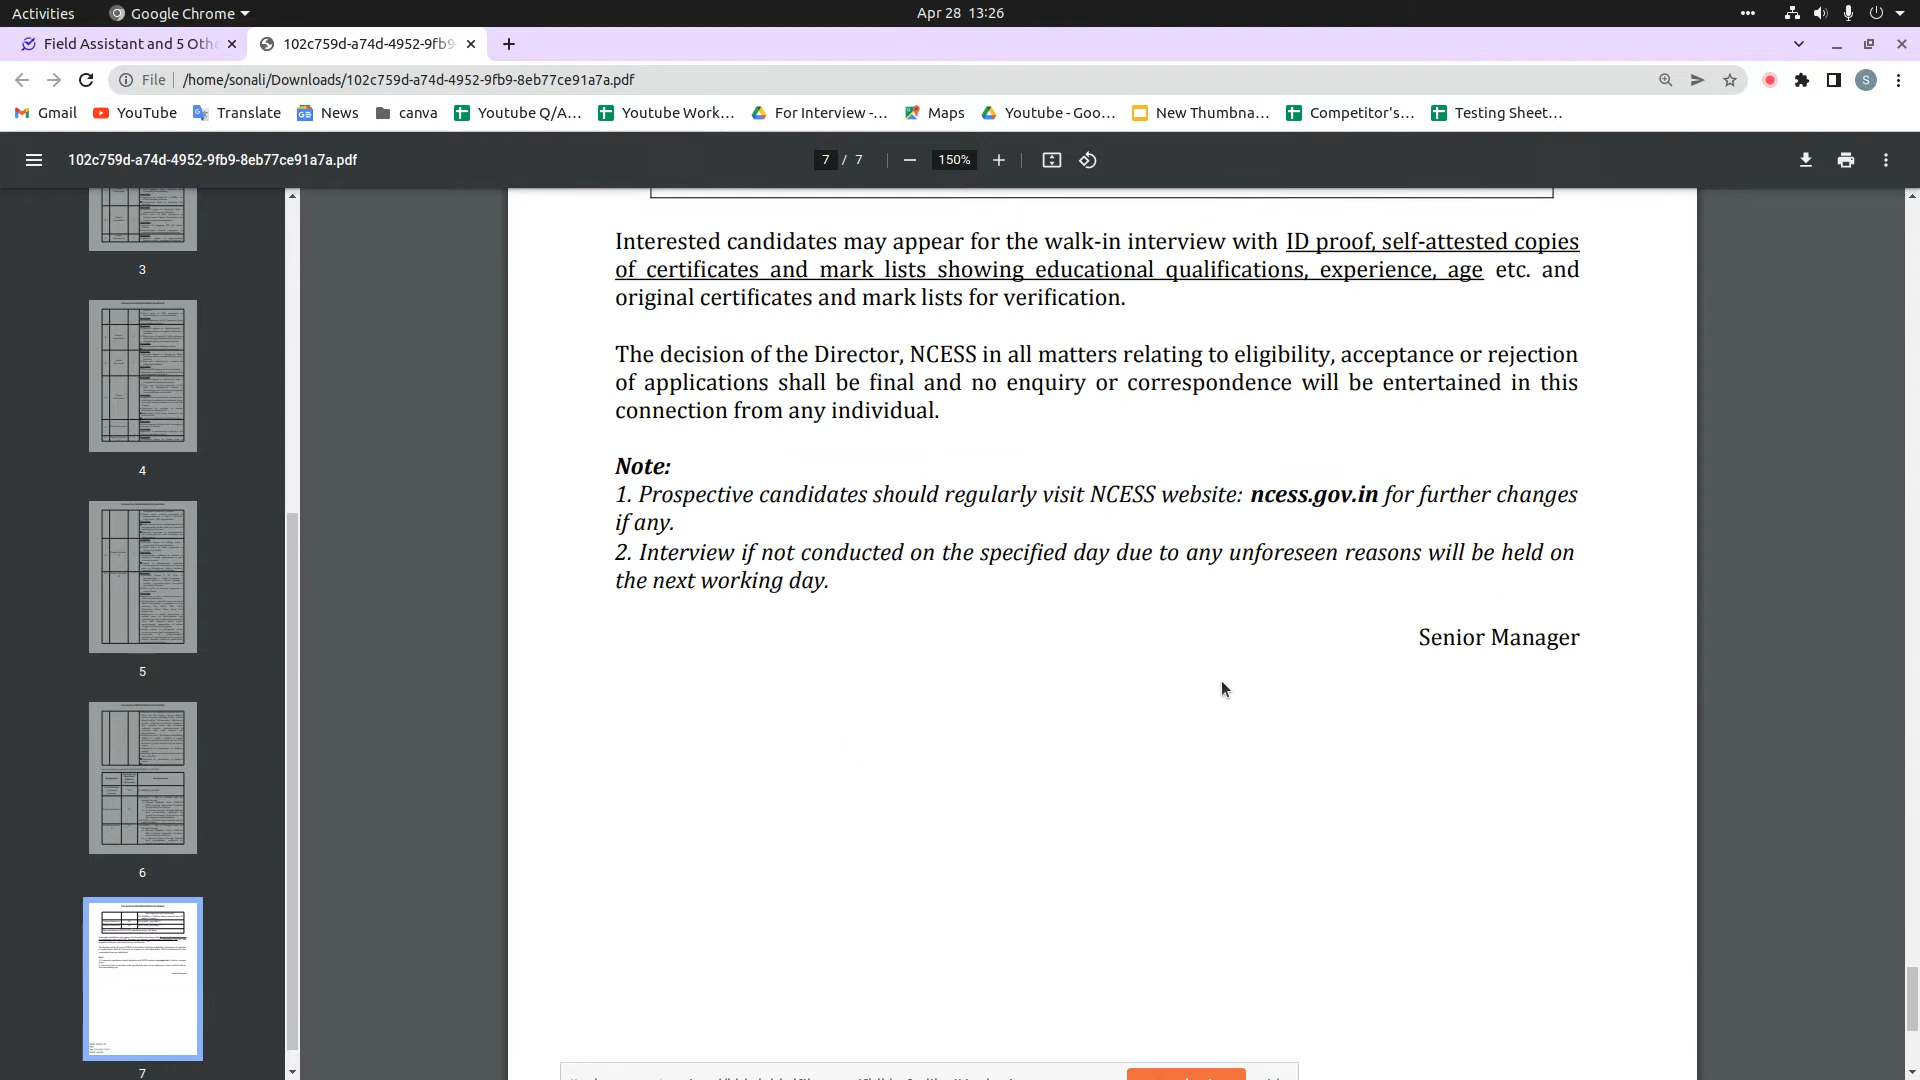 Activities
Google Chrome
Apr 28 13:26
Field Assistant and 5 Oth
102c759d-a74d-4952-9fb9-
File
/home/sonali/Downloads/102c759d-a74d-4952-9fb9-8eb77ce91a7a.pdf
S
Gmail
YouTube
Translate
News
canva
Youtube Q/A...
Youtube Work...
For Interview -...
Maps
Youtube - Goo...
New Thumbna...
Competitor's...
Testing Sheet...
102c759d-a74d-4952-9fb9-8eb77ce91a7a.pdf
7 / 7
150%
3
4
5
6
7
Interested candidates may appear for the walk-in interview with ID proof, self-attested copies
of certificates and mark lists showing educational qualifications, experience, age etc. and
original certificates and mark lists for verification.
The decision of the Director, NCESS in all matters relating to eligibility, acceptance or rejection
of applications shall be final and no enquiry or correspondence will be entertained in this
connection from any individual.
Note:
1. Prospective candidates should regularly visit NCESS website: ncess.gov.in for further changes
if any.
2. Interview if not conducted on the specified day due to any unforeseen reasons will be held on
the next working day.
Senior Manager